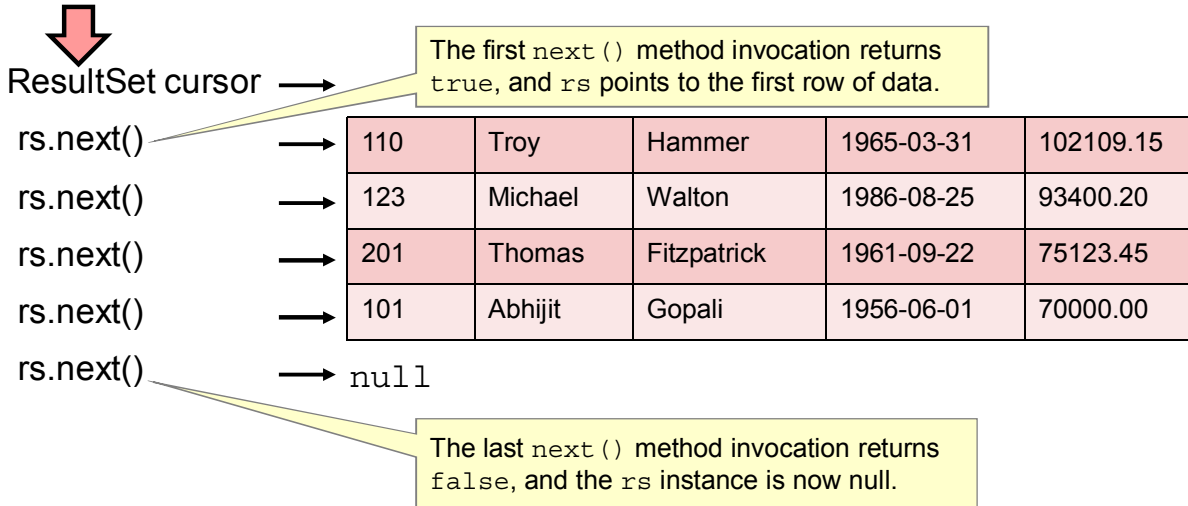 The first next() method invocation returns
true, and rs points to the first row of data.
ResultSet cursor
rs.next() 110 Troy Hammer 1965-03-31 102109.15
rs.next() 123 Michael Walton 1986-08-25 93400.20
rs.next() 201 Thomas Fitzpatrick 1961-09-22 75123.45
rs.next() 101 Abhijit Gopali 1956-06-01 70000.00
rs.next() null
The last next() method invocation returns
false, and the rs instance is now null.